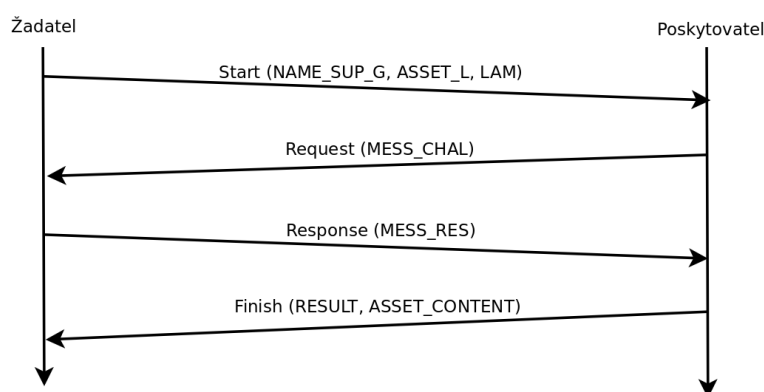 Žadatel
Poskytovatel
Start (NAME_SUP_G, ASSET_L, LAM)
Request (MESS_CHAL)
Response (MESS_RES)
Finish (RESULT, ASSET_CONTENT)